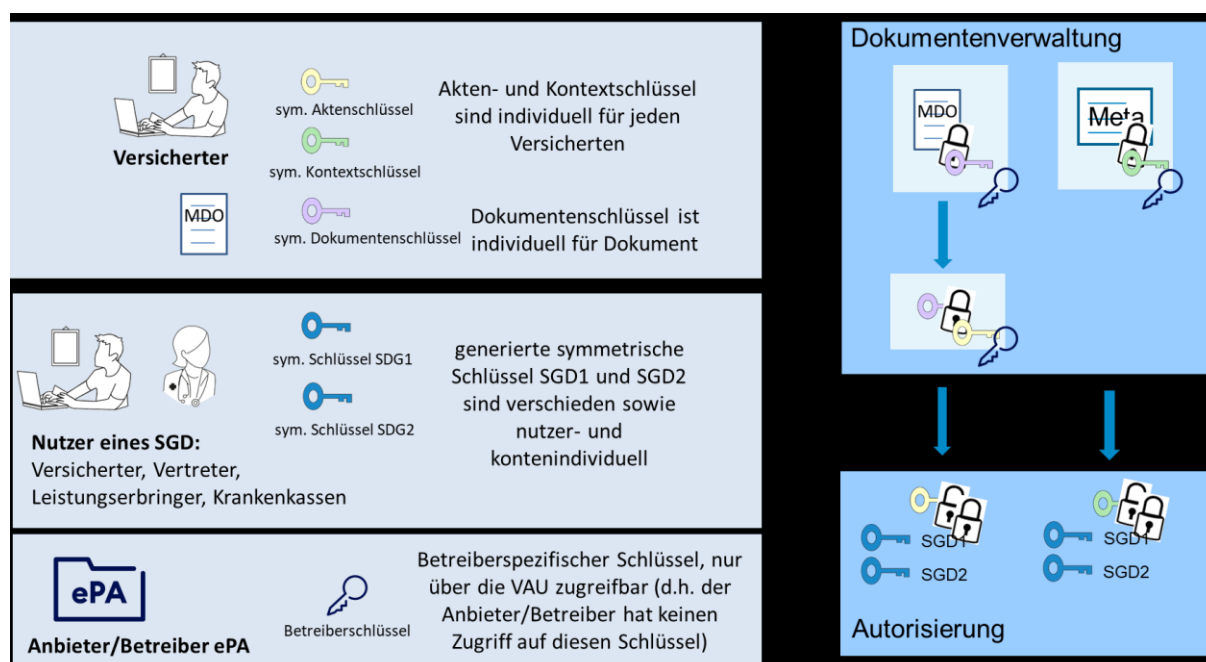 sym. Aktenschlüssel
Akten- und Kontextschlüssel
sind individuell für jeden
Versicherten
Versicherter
sym. Kontextschlüssel
MDO
sym. Dokumentenschlüssel
Dokumentenschlüssel ist
individuell für Dokument
sym. Schlüssel SDG1
sym. Schlüssel SDG2
generierte symmetrische
Schlüssel SGD1 und SGD2
sind verschieden sowie
nutzer- und
kontenindividuell
Nutzer eines SGD:
Versicherter, Vertreter,
Leistungserbringer, Krankenkassen
ePA
Anbieter/Betreiber ePA
Betreiberschlüssel
Betreiberspezifischer Schlüssel, nur
über die VAU zugreifbar (d.h. der
Anbieter/Betreiber hat keinen
Zugriff auf diesen Schlüssel)
Dokumentenverwaltung
MDO
Meta
SGD1
SGD2
SGD1
SGD2
Autorisierung